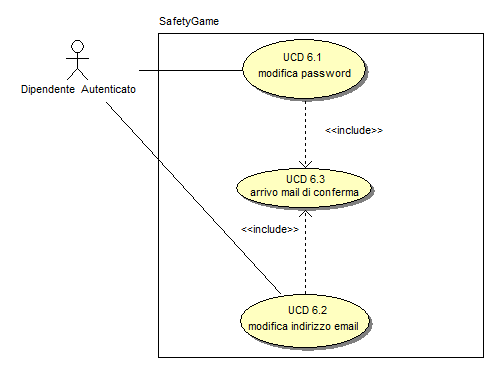 SafetyGame
Dipendente Autenticato
UCD 6.1
modifica password
<<include>>
UCD 6.3
arrivo mail di conferma
<<include>>
UCD 6.2
modifica indirizzo email